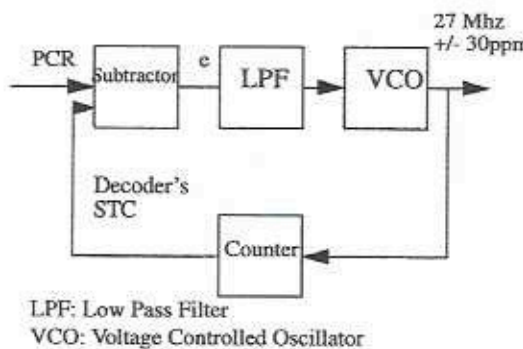 27 Mhz
+/- 30ppm
PCR
Subtractor
e
LPF
VCO
Decoder's
STC
Counter
LPF: Low Pass Filter
VCO: Voltage Controlled Oscillator